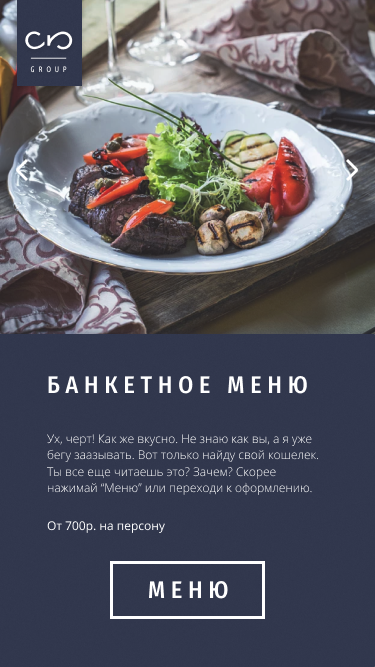 GROUP
БАНКЕТНОЕ МЕНЮ
Ух, черт! Как же вкусно. Не знаю как вы, а я уже
бегу заазывать. Вот только найду свой кошелек.
Ты все еще читаешь это? Зачем? Скорее
нажимай “Меню” или переходи к оформлению.
От 700р. на персону
МЕНЮ